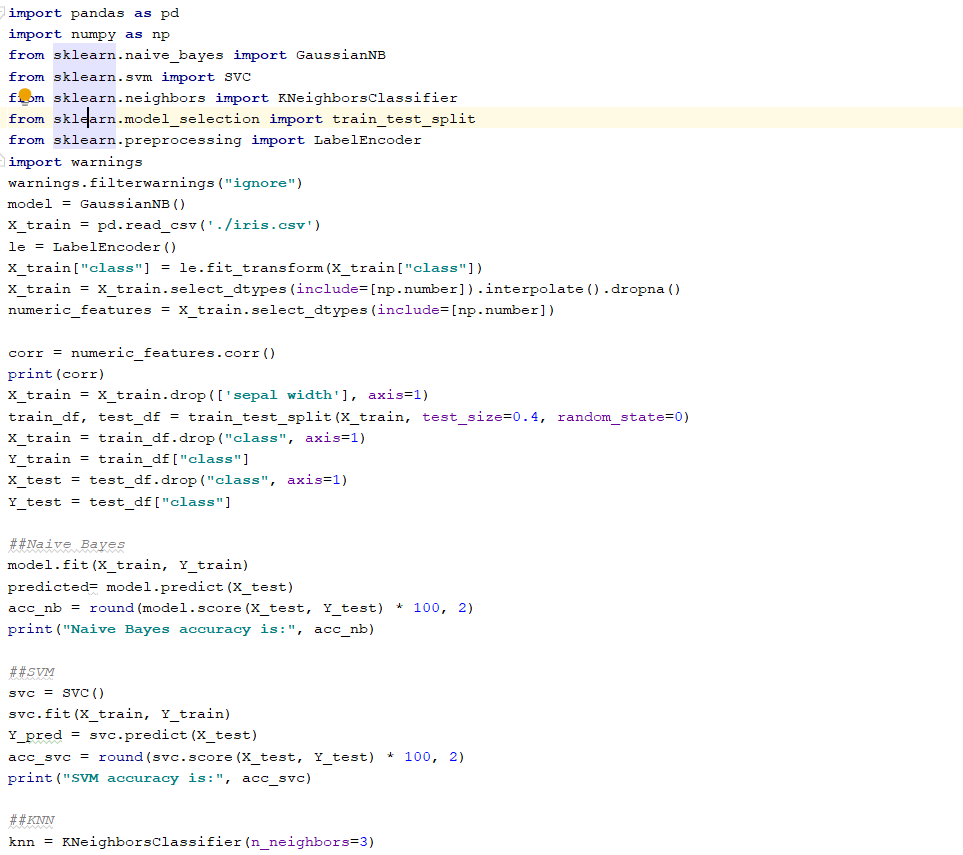 import pandas as pd
import numpy as np
from sklearn.naive_bayes import GaussianNB
from sklearn.svm import SVC
from sklearn.neighbors import KNeighborsClassifier
from sklearn.model_selection import train_test_split
from sklearn.preprocessing import LabelEncoder
import warnings
warnings.filterwarnings("ignore")
model = GaussianNB()
X_train = pd.read_csv('./iris.csv')
le = LabelEncoder()
X_train["class"] = le.fit_transform(X_train["class"])
X_train = X_train.select_dtypes(include=[np.number]).interpolate().dropna()
numeric_features = X_train.select_dtypes(include=[np.number])
corr = numeric_features.corr()
print(corr)
X_train = X_train.drop(['sepal width'], axis=1)
train_df, test_df = train_test_split(X_train, test_size=0.4, random_state=0)
X_train = train_df.drop("class", axis=1)
Y_train = train_df["class"]
X_test = test_df.drop("class", axis=1)
Y_test = test_df["class"]
##Naive Bayes
model.fit(X_train, Y_train)
predicted= model.predict(X_test)
acc_nb = round(model.score(X_test, Y_test) * 100, 2)
print("Naive Bayes accuracy is:", acc_nb)
##SVM
svc = SVC()
svc.fit(X_train, Y_train)
Y_pred = svc.predict(X_test)
acc_svc = round(svc.score(X_test, Y_test) * 100, 2)
print("SVM accuracy is:", acc_svc)
##KNN
knn = KNeighborsClassifier(n_neighbors=3)